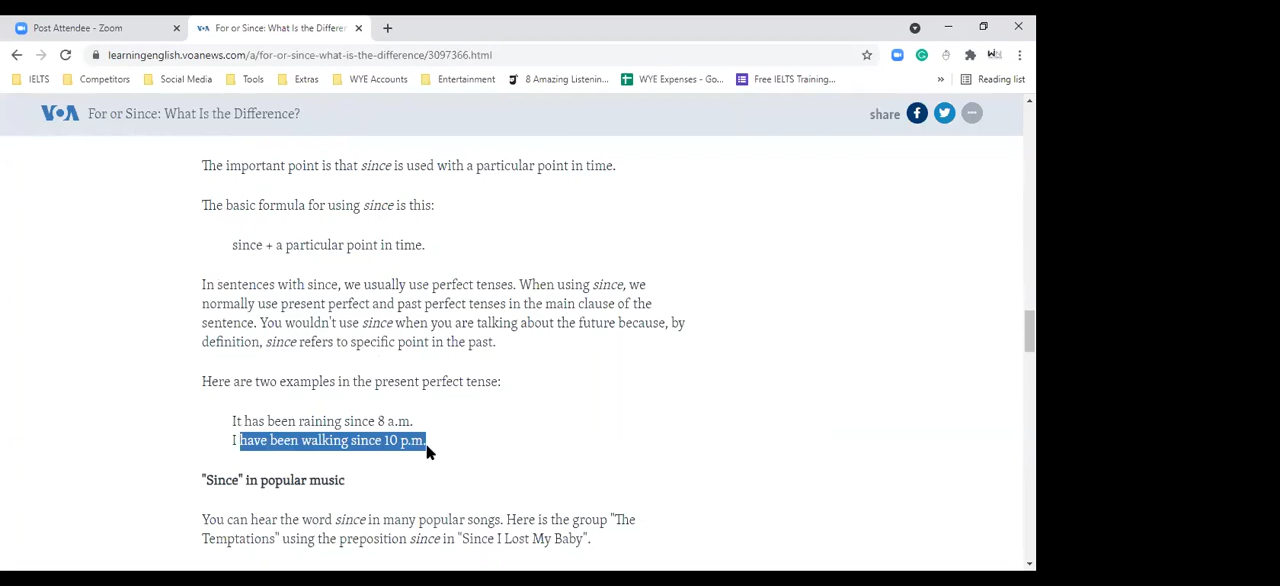 Post Attendee - Zoom
VOA For or Since: What Is the Differen
learningenglish.voanews.com/a/for-or-since-what-is-the-difference/3097366.html
IELTS Competitors Social Media Tools Extras WYE Accounts Entertainment 8 Amazing Listenin... WYE Expenses - Go... Free IELTS Training... » Reading list
VOA For or Since: What Is the Difference? share
The important point is that since is used with a particular point in time.
The basic formula for using since is this:
since + a particular point in time.
In sentences with since, we usually use perfect tenses. When using since, we
normally use present perfect and past perfect tenses in the main clause of the
sentence. You wouldn't use since when you are talking about the future because, by
definition, since refers to specific point in the past.
Here are two examples in the present perfect tense:
It has been raining since 8 a.m.
I have been walking since 10 p.m.
"Since" in popular music
You can hear the word since in many popular songs. Here is the group "The
Temptations" using the preposition since in "Since I Lost My Baby".